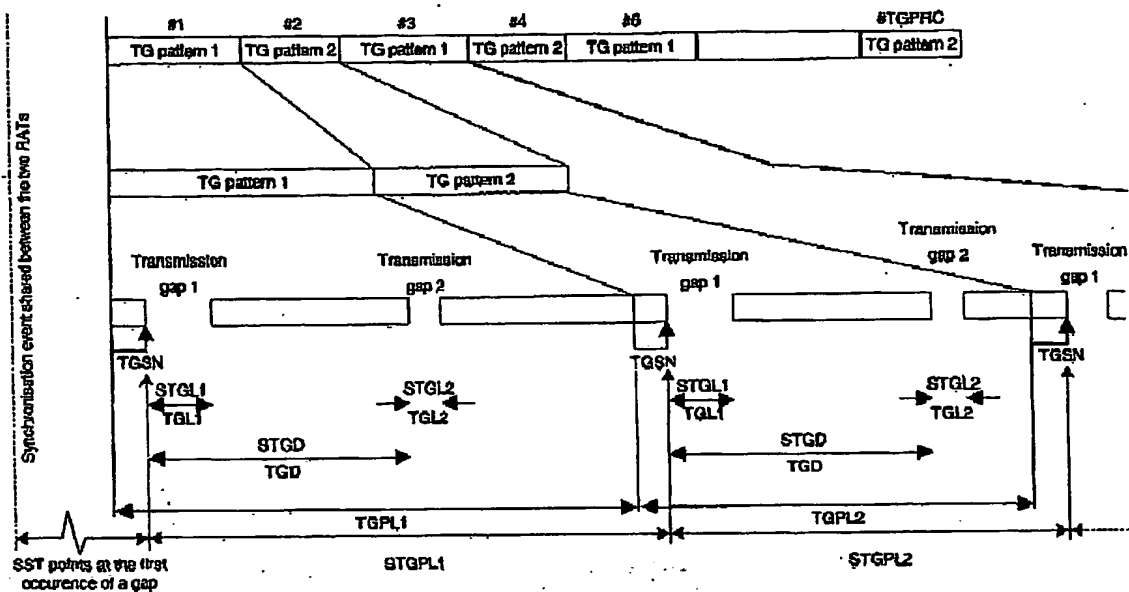 #1 #2 #3 #4 #5 #TGPRC
TG pattern 1 TG pattern 2 TG pattern 1 TG pattern 2 TG pattern 1 TG pattern 2
Synchronisation event shared between the two RATs
TG pattern 1 TG pattern 2
Transmission gap 1
Transmission gap 2
Transmission gap 1
Transmission gap 2
Transmission gap 1
TGSN TGSN TGSN
STGL1 STGL2 STGL1 STGL2
TGL1 TGL2 TGL1 TGL2
STGD STGD
TGD TGD
TGPL1 TGPL2
STGPL1 STGPL2
SST points at the first
occurence of a gap